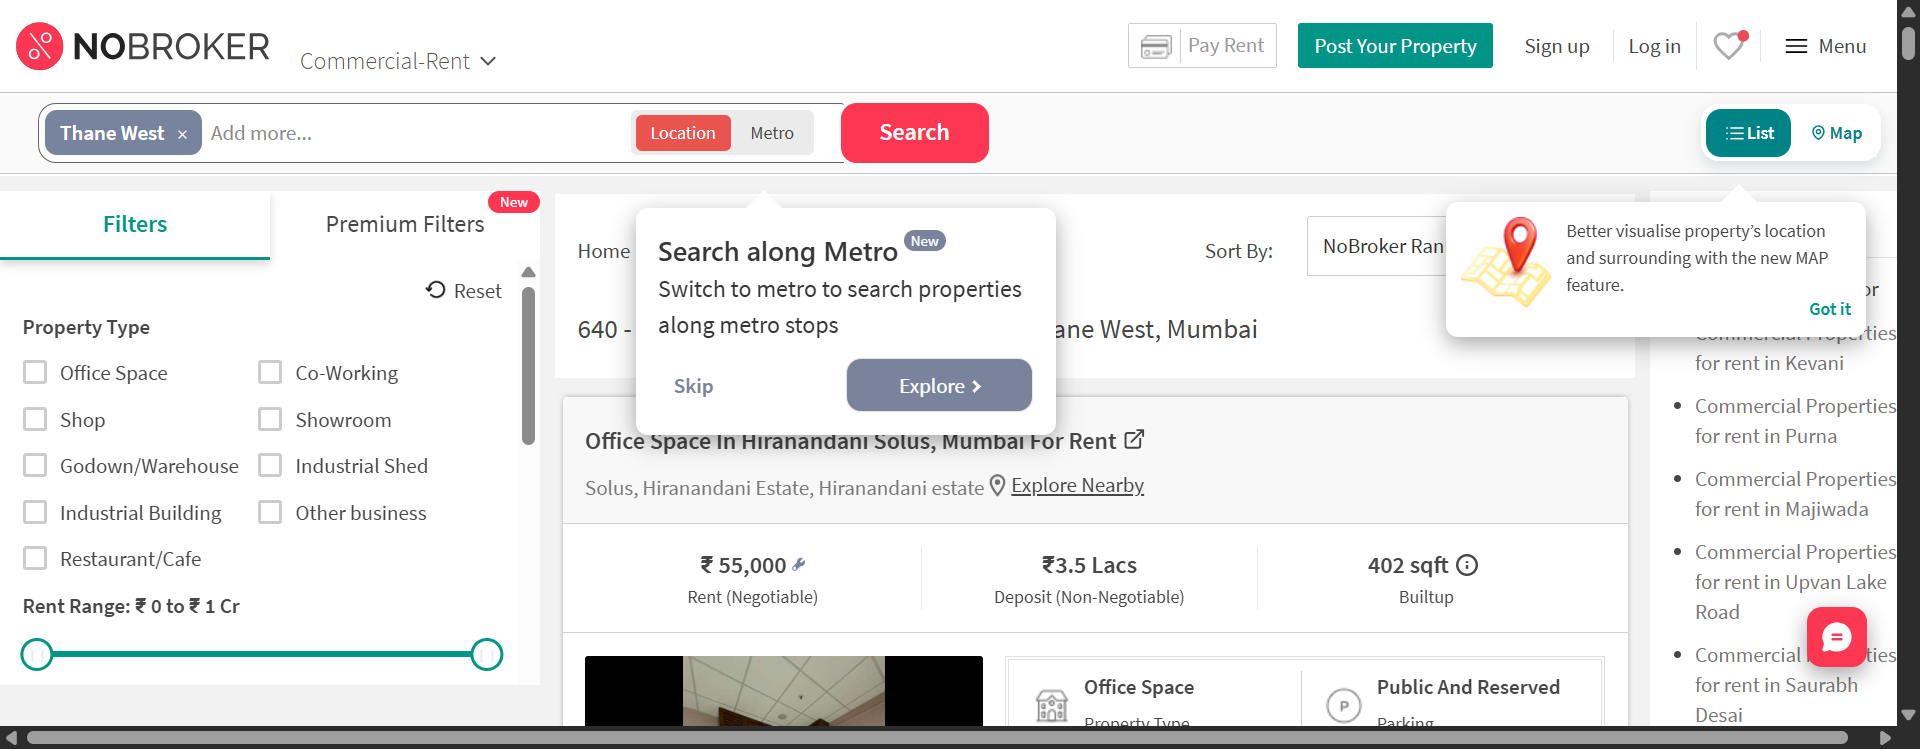 NOBROKER
Commercial-Rent
Pay Rent
Post Your Property
Sign up
Log in
Menu
Thane West ×
Add more...
Location
Metro
Search
List
Map
Filters
Premium Filters
New
Reset
Property Type
Office Space
Co-Working
Shop
Showroom
Godown/Warehouse
Industrial Shed
Industrial Building
Other business
Restaurant/Cafe
Rent Range: ₹ 0 to ₹ 1 Cr
Home
Search along Metro New
Switch to metro to search properties
along metro stops
Skip
Explore
Sort By:
NoBroker Ran
640 -
ane West, Mumbai
Better visualise property's location
and surrounding with the new MAP
feature.
Got it
Office Space In Hiranandani Solus, Mumbai For Rent
Solus, Hiranandani Estate, Hiranandani estate
Explore Nearby
₹ 55,000
Rent (Negotiable)
₹3.5 Lacs
Deposit (Non-Negotiable)
402 sqft
Builtup
Office Space
Property Type
Public And Reserved
Parking
or
Commercial Properties
for rent in Kevani
Commercial Properties
for rent in Purna
Commercial Properties
for rent in Majiwada
Commercial Properties
for rent in Upvan Lake
Road
Commercial
ties
for rent in Saurabh
Desai